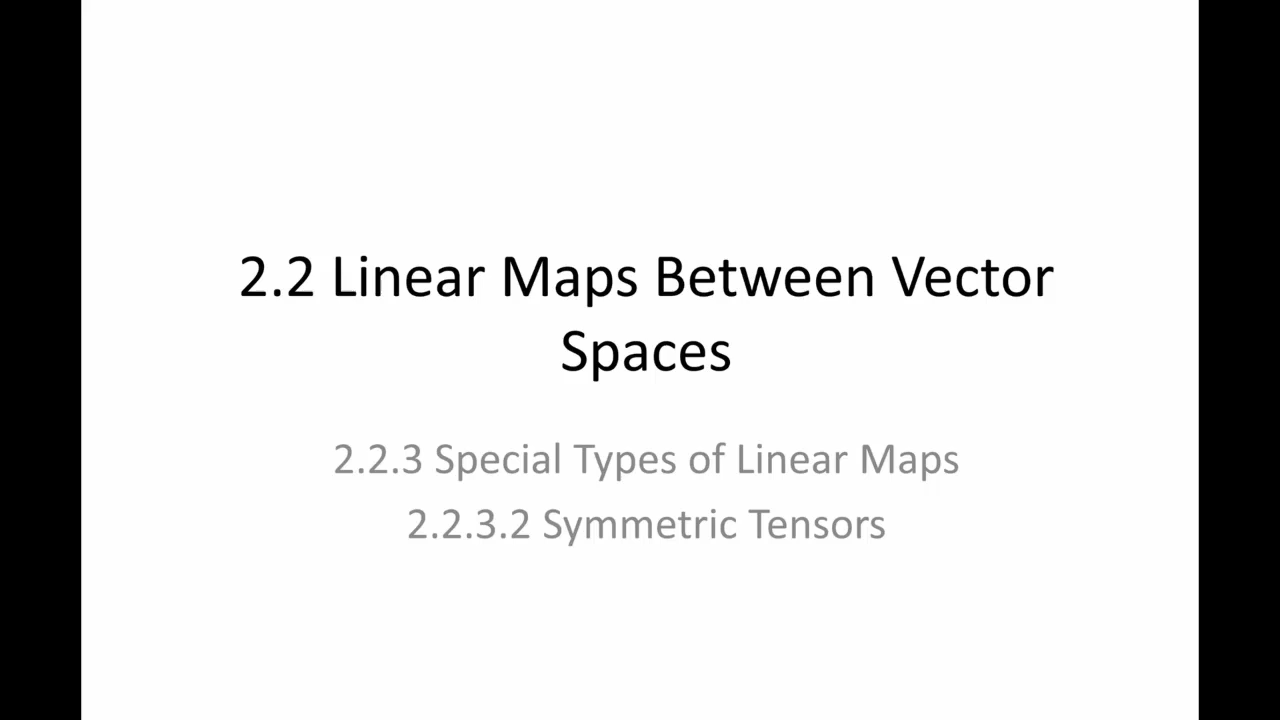 2.2 Linear Maps Between Vector
Spaces
2.2.3 Special Types of Linear Maps
2.2.3.2 Symmetric Tensors